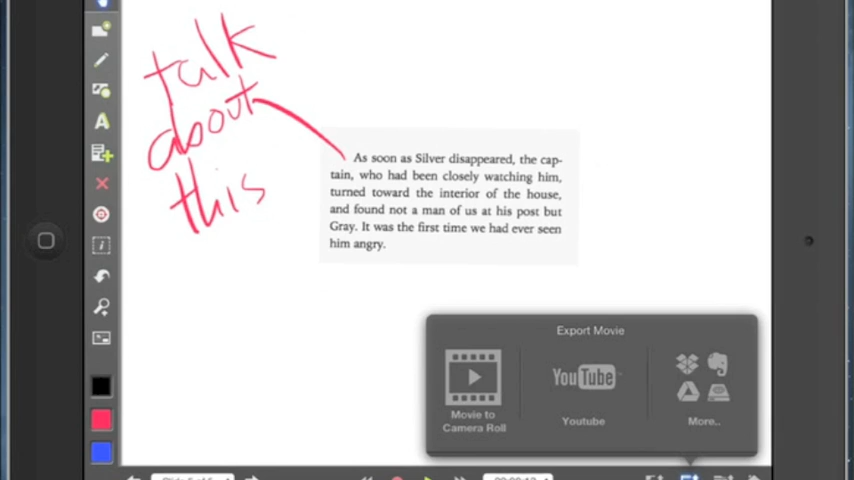 talk
about
this
As soon as Silver disappeared, the cap-
tain, who had been closely watching him,
turned toward the interior of the house,
and found not a man of us at his post but
Gray. It was the first time we had ever seen
him angry.
A
Export Movie
YouTube
Movie to
Camera Roll
Youtube
More..